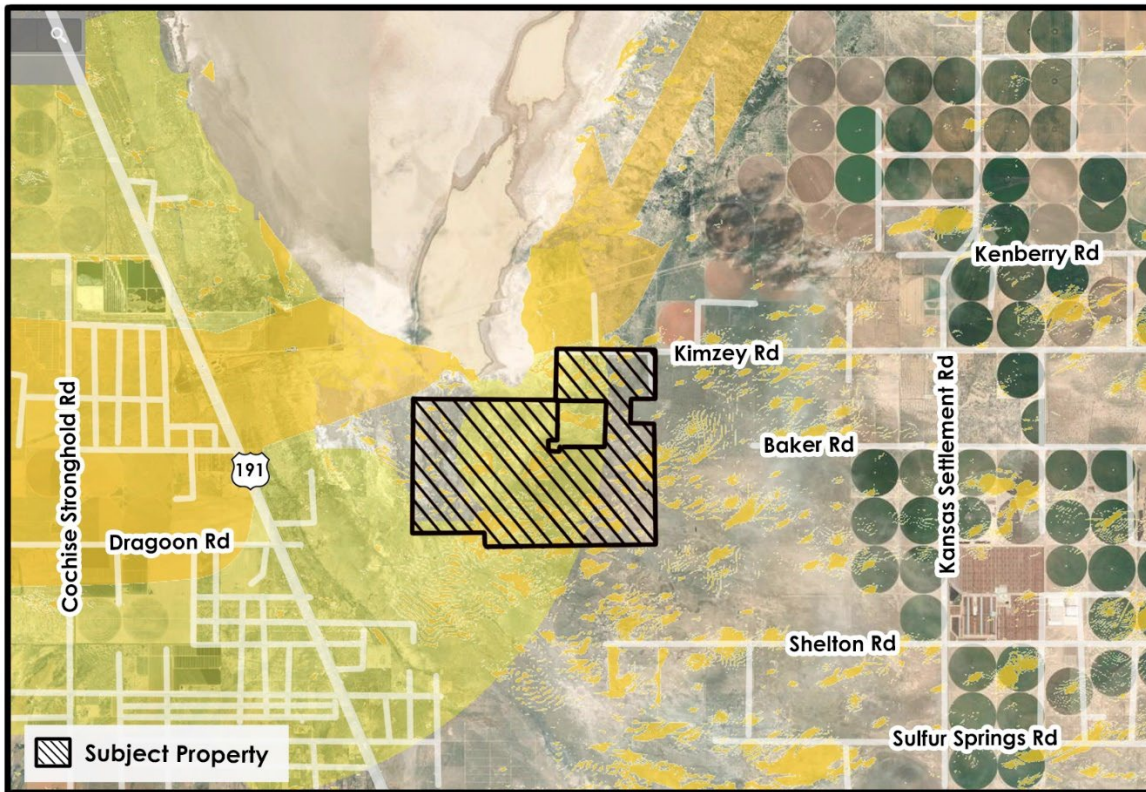 Kenberry Rd
Kimzey Rd
Kansas Settlement Rd
Baker Rd
191
Cochise Stronghold Rd
Dragoon Rd
Shelton Rd
Sulfur Springs Rd
Subject Property